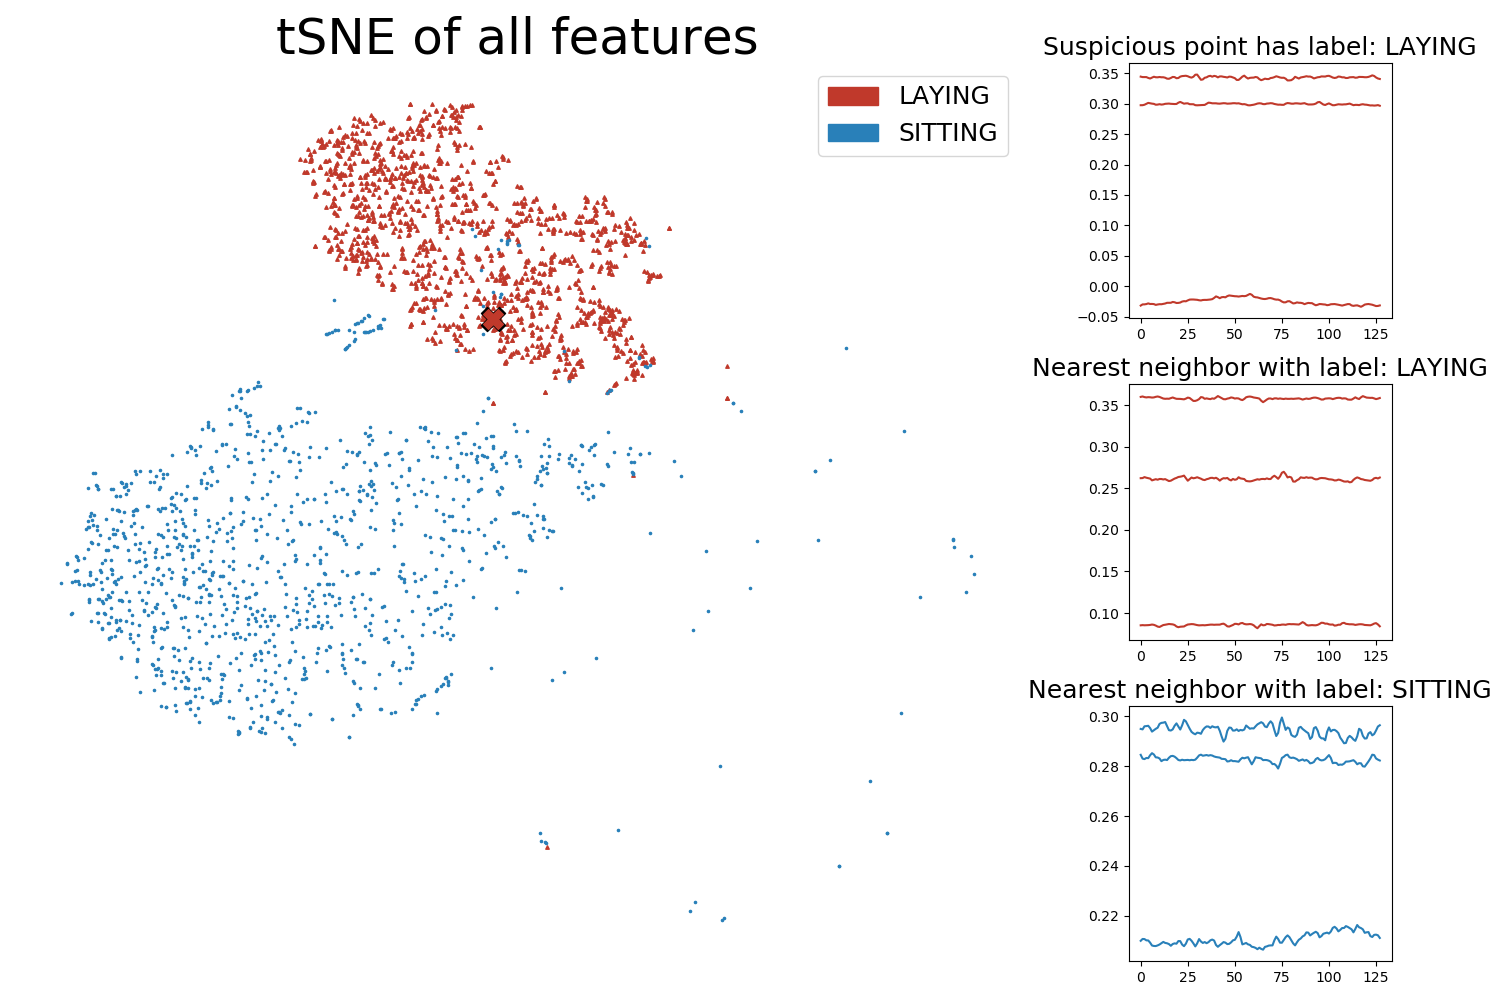 tSNE of all features
LAYING
SITTING
Suspicious point has label: LAYING
0.35
0.30
0.25
0.20
0.15
0.10
0.05
0.00
−0.05
0 25 50 75 100 125
Nearest neighbor with label: LAYING
0.35
0.30
0.25
0.20
0.15
0.10
0 25 50 75 100 125
Nearest neighbor with label: SITTING
0.30
0.28
0.26
0.24
0.22
0 25 50 75 100 125